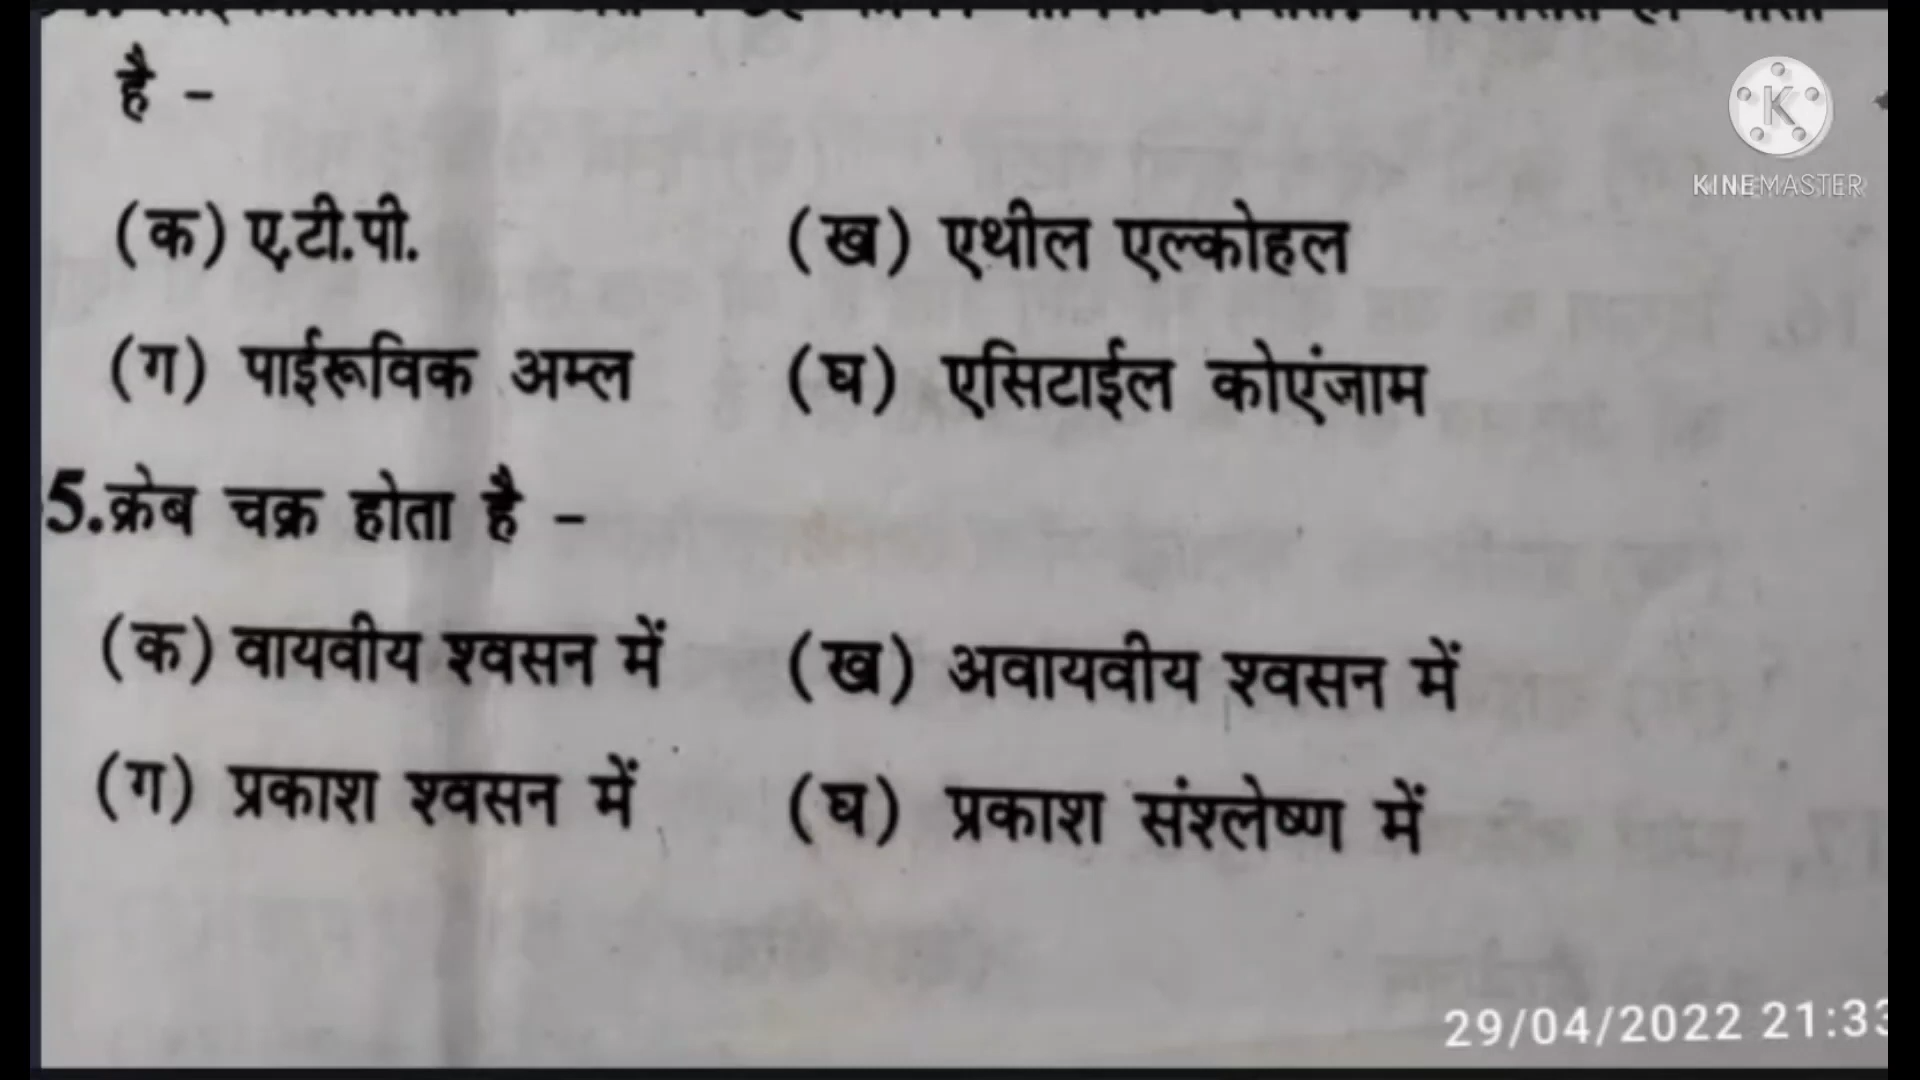 है -
KINEMASTER
(क) ए.टी.पी. (ख) एथील एल्कोहल
(ग) पाईरूविक अम्ल (घ) एसिटाईल कोएंजाम
5.क्रेब चक्र होता है -
(क) वायवीय श्वसन में (ख) अवायवीय श्वसन में
(ग) प्रकाश श्वसन में (घ) प्रकाश संश्लेष्ण में
29/04/2022 21:33